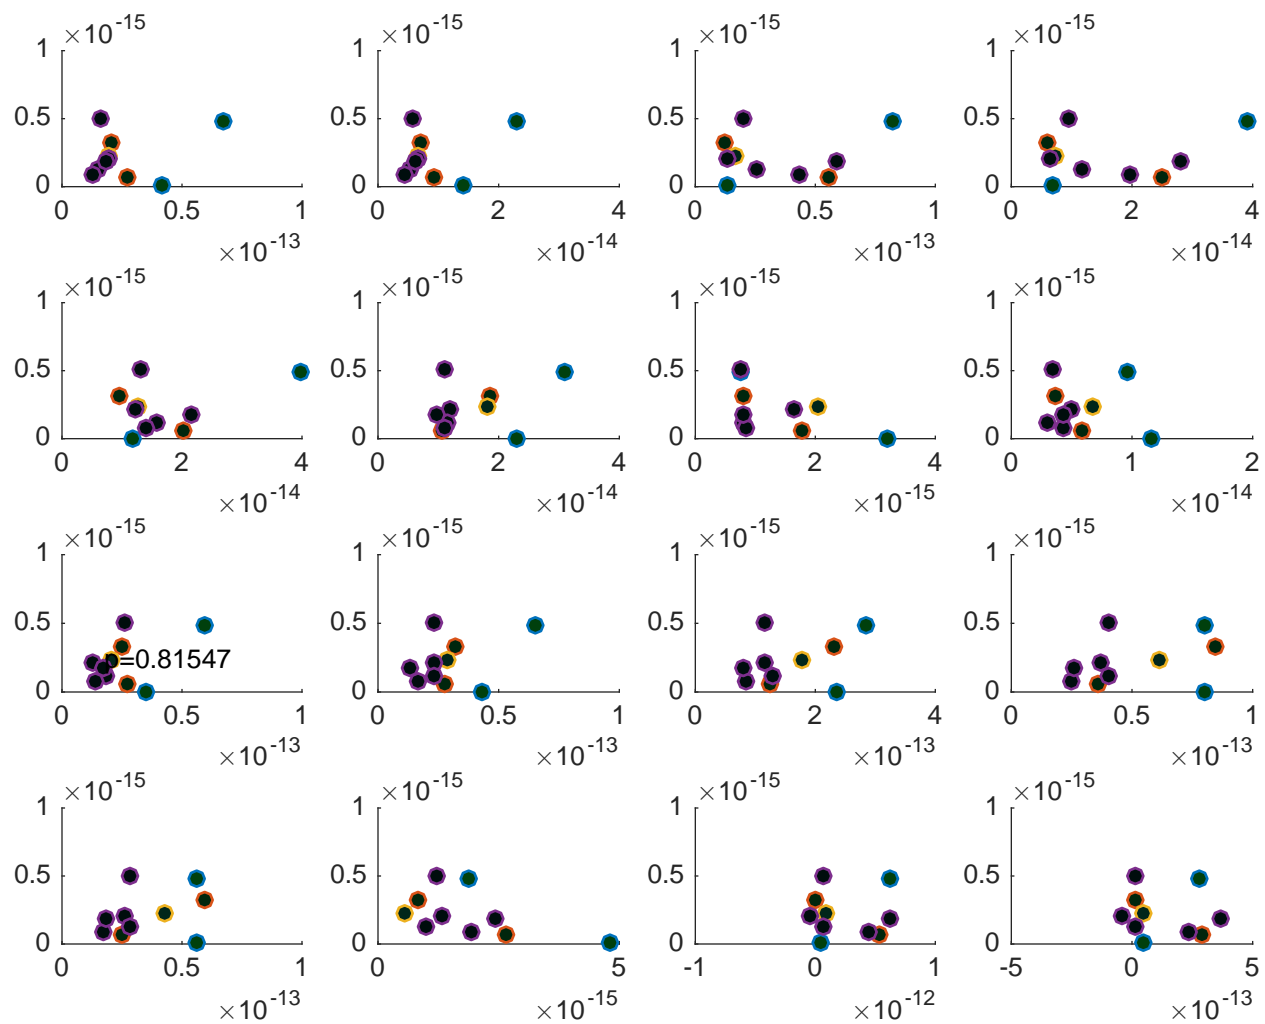 ×10-15 ×10-15 ×10-15 ×10-15
1 1 1 1
0.5 0.5 0.5 0.5
0 0 0 0
0 0.5 1 0 2 4 0 0.5 1 0 2 4
×10-13 ×10-14 ×10-13 ×10-14
×10-15 ×10-15 ×10-15 ×10-15
1 1 1 1
0.5 0.5 0.5 0.5
0 0 0 0
0 2 4 0 2 4 0 2 4 0 1 2
×10-14 ×10-14 ×10-15 ×10-14
×10-15 ×10-15 ×10-15 ×10-15
1 1 1 1
0.5 0.5 0.5 0.5
p=0.81547
0 0 0 0
0 0.5 1 0 0.5 1 0 2 4 0 0.5 1
×10-13 ×10-13 ×10-13 ×10-13
×10-15 ×10-15 ×10-15 ×10-15
1 1 1 1
0.5 0.5 0.5 0.5
0 0 0 0
0 0.5 1 0 5 -1 0 1 -5 0 5
×10-13 ×10-15 ×10-12 ×10-13